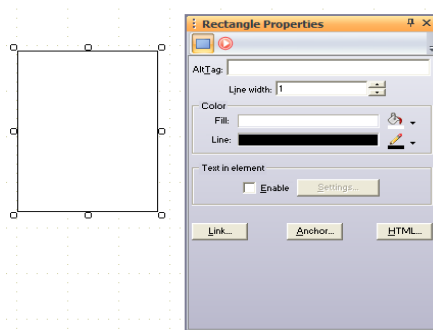 Rectangle Properties
AltTag:
Line width: 1
Color
Fill:
Line:
Text in element
Enable Settings...
Link... Anchor... HTML...